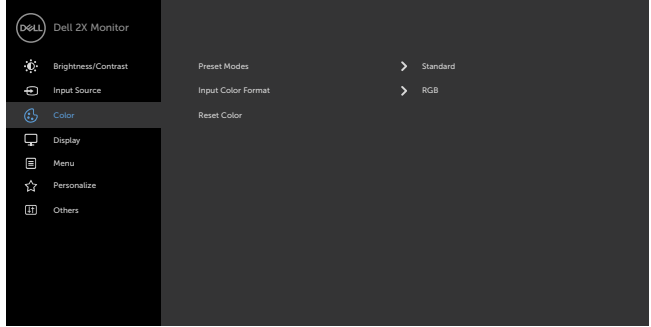 DELL Dell 2X Monitor
Brightness/Contrast Preset Modes Standard
Input Source Input Color Format RGB
Color Reset Color
Display
Menu
Personalize
Others